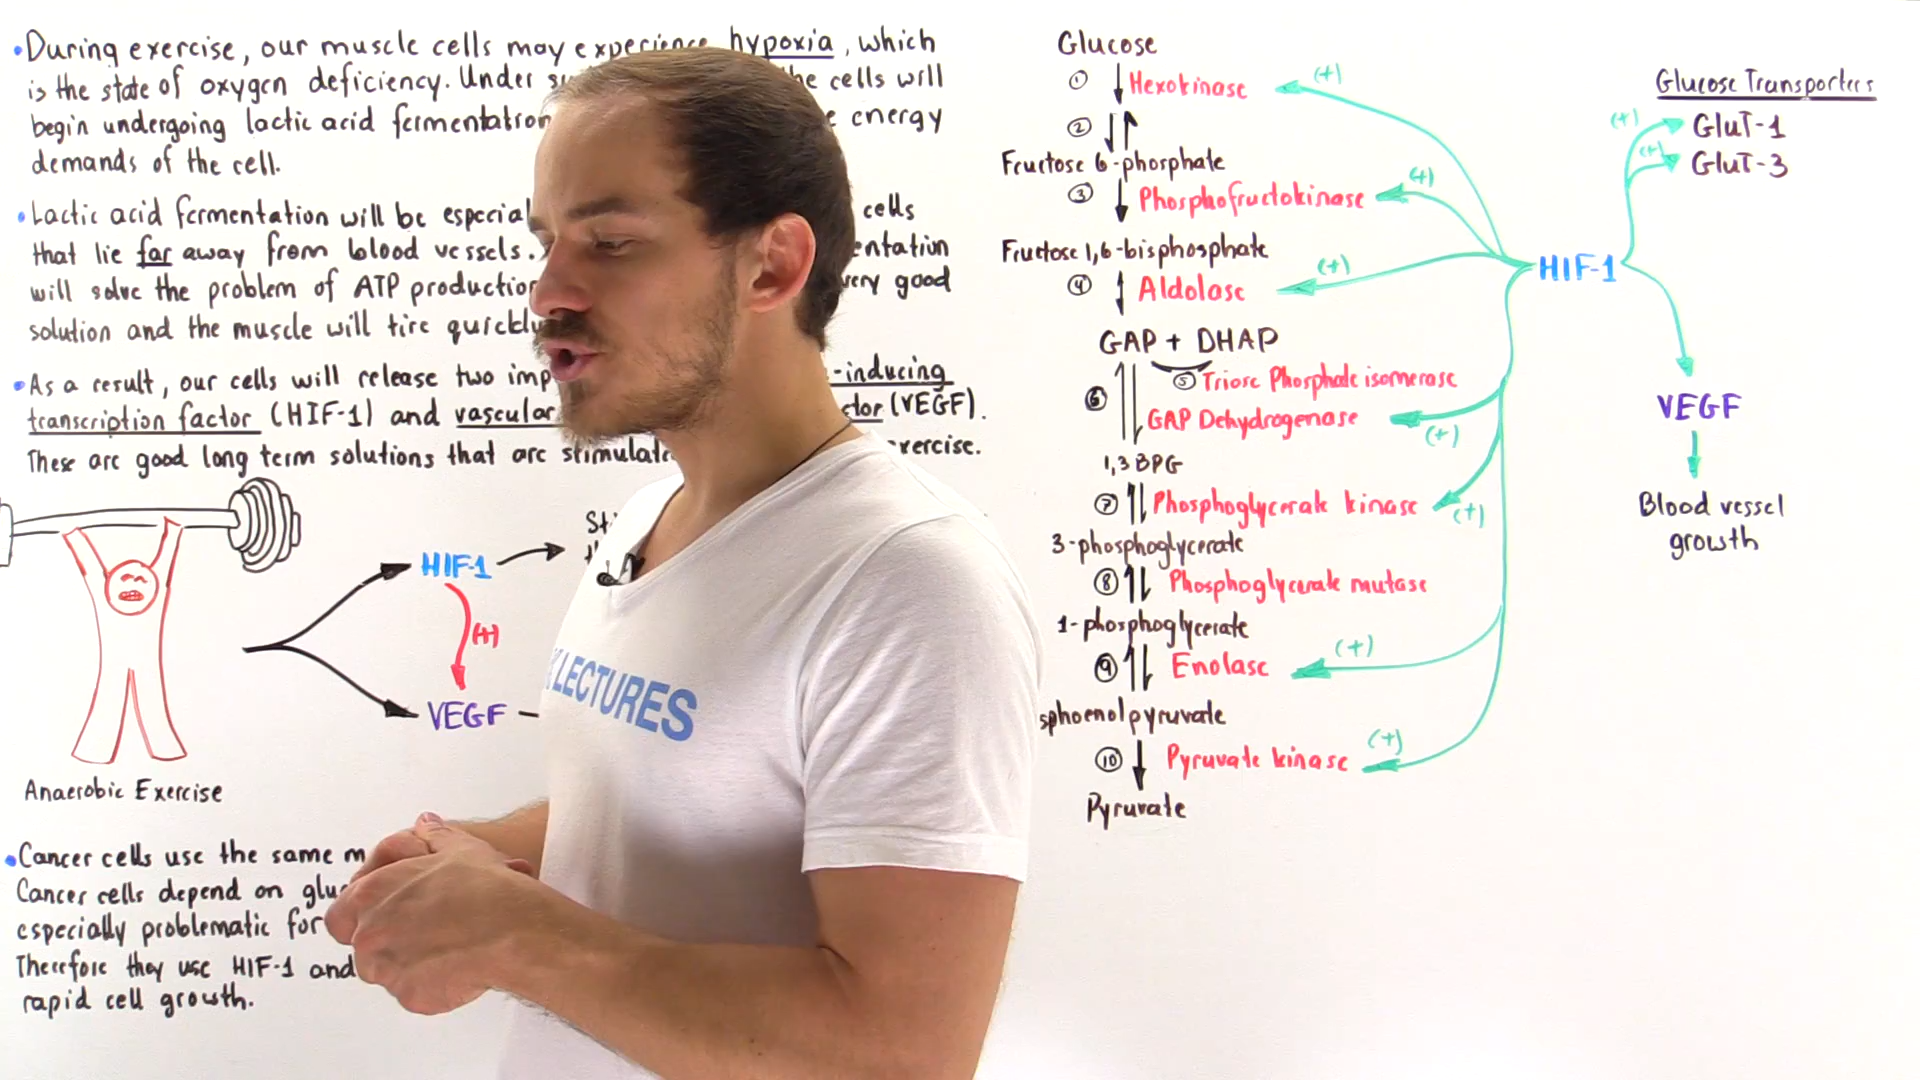 •During exercise, our muscle cells may experience hypoxia, which
is the state of oxygen deficiency. Under the cells will
begin undergoing lactic acid fermentation energy
demands of the cell.
•Lactic acid fermentation will be cells
that lie far away from blood vessels.
will solve the problem of ATP production very good
solution and the muscle will tire quickly
•As a result, our cells will release two -inducing
transcription factor (HIF-1) and vascular (VEGF).
These are good long term solutions that are exercise.
HIF-1
(+)
VEGF
Anaerobic Exercise
•Cancer cells use the same
Cancer cells depend on
especially problematic for
Therefore they use HIF-1 and
rapid cell growth.
LECTURES
Glucose
① Hexokinase (+)
②
Fructose 6-phosphate
③ Phosphofructokinase (+)
Fructose 1,6-bisphosphate
④ Aldolase (+)
GAP + DHAP
⑤ Triose Phosphate isomerase
⑥ GAP Dehydrogenase (+)
1,3 BPG
⑦ Phosphoglycerate kinase (+)
3-phosphoglycerate
⑧ Phosphoglycerate mutase
1-phosphoglycerate
⑨ Enolase (+)
sphoenolpyruvate
⑩ Pyruvate kinase (+)
Pyruvate
HIF-1
Glucose Transporters
(+) GluT-1
(+) GluT-3
VEGF
Blood vessel
growth